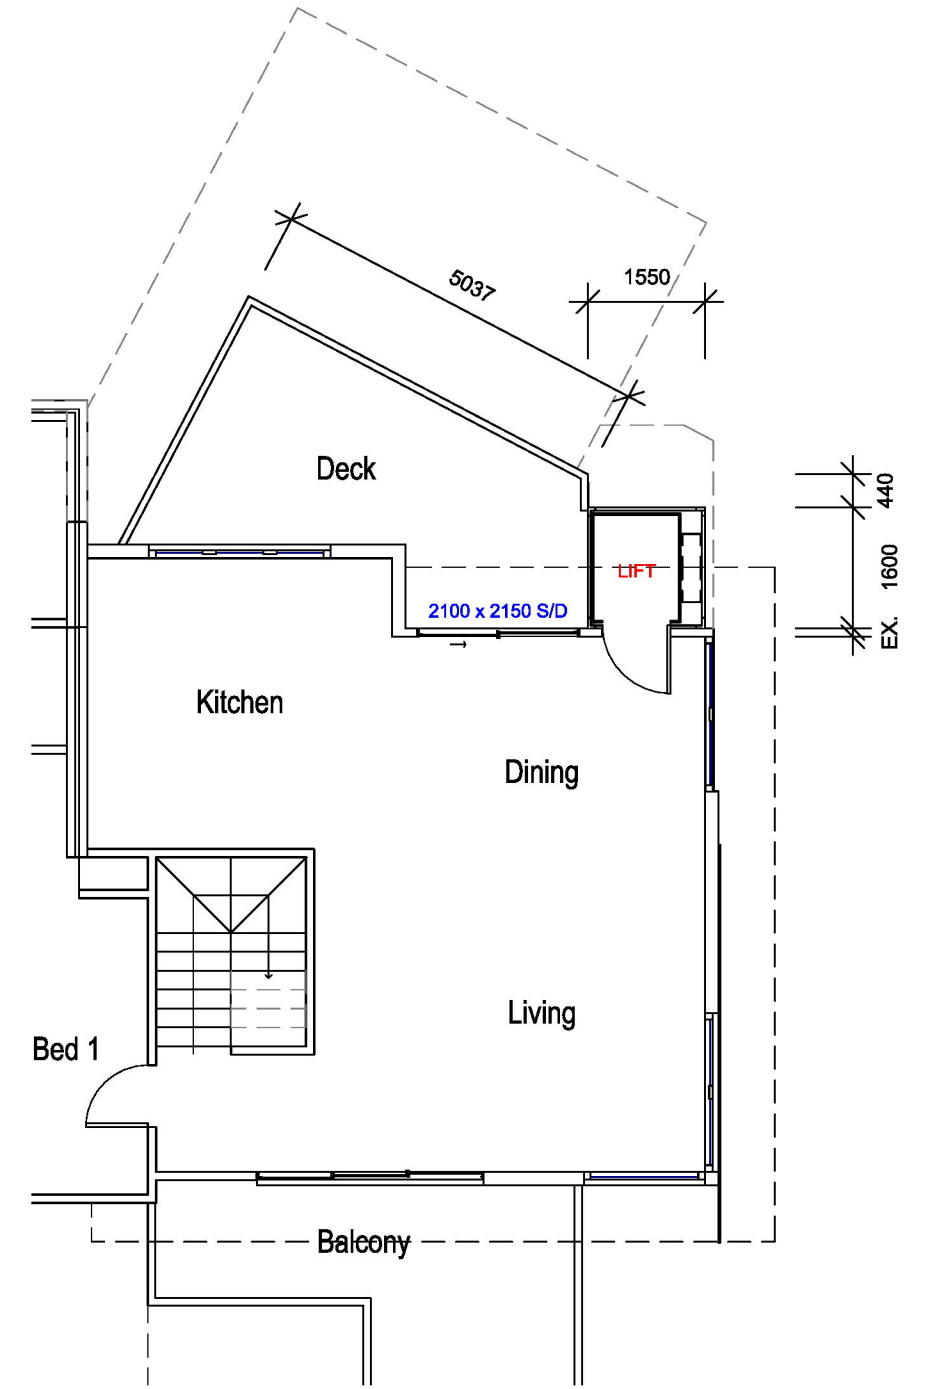 5037
1550
Deck
440
1600
EX.
LIFT
2100 x 2150 S/D
Kitchen
Dining
Living
Bed 1
Balcony